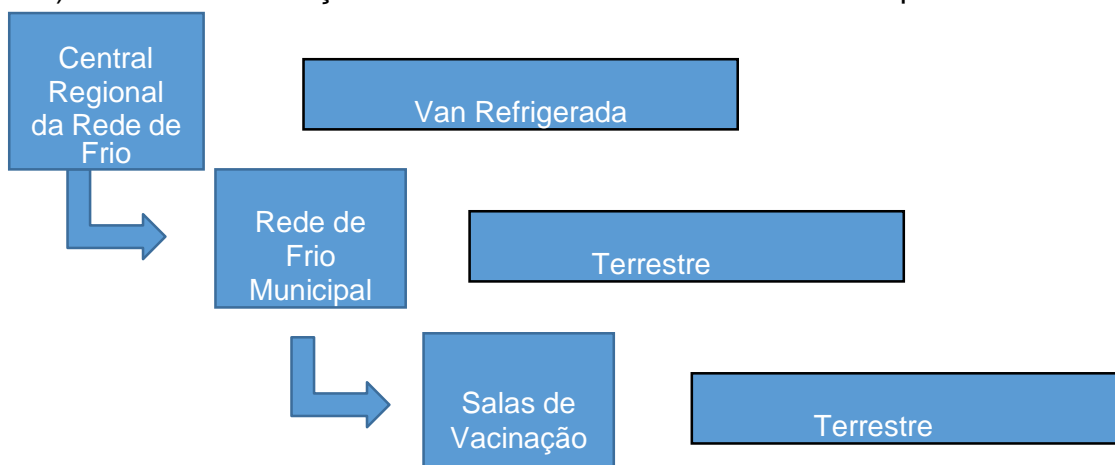 Central
Regional
da Rede de
Frio
Van Refrigerada
Rede de
Frio
Municipal
Terrestre
Salas de
Vacinação
Terrestre